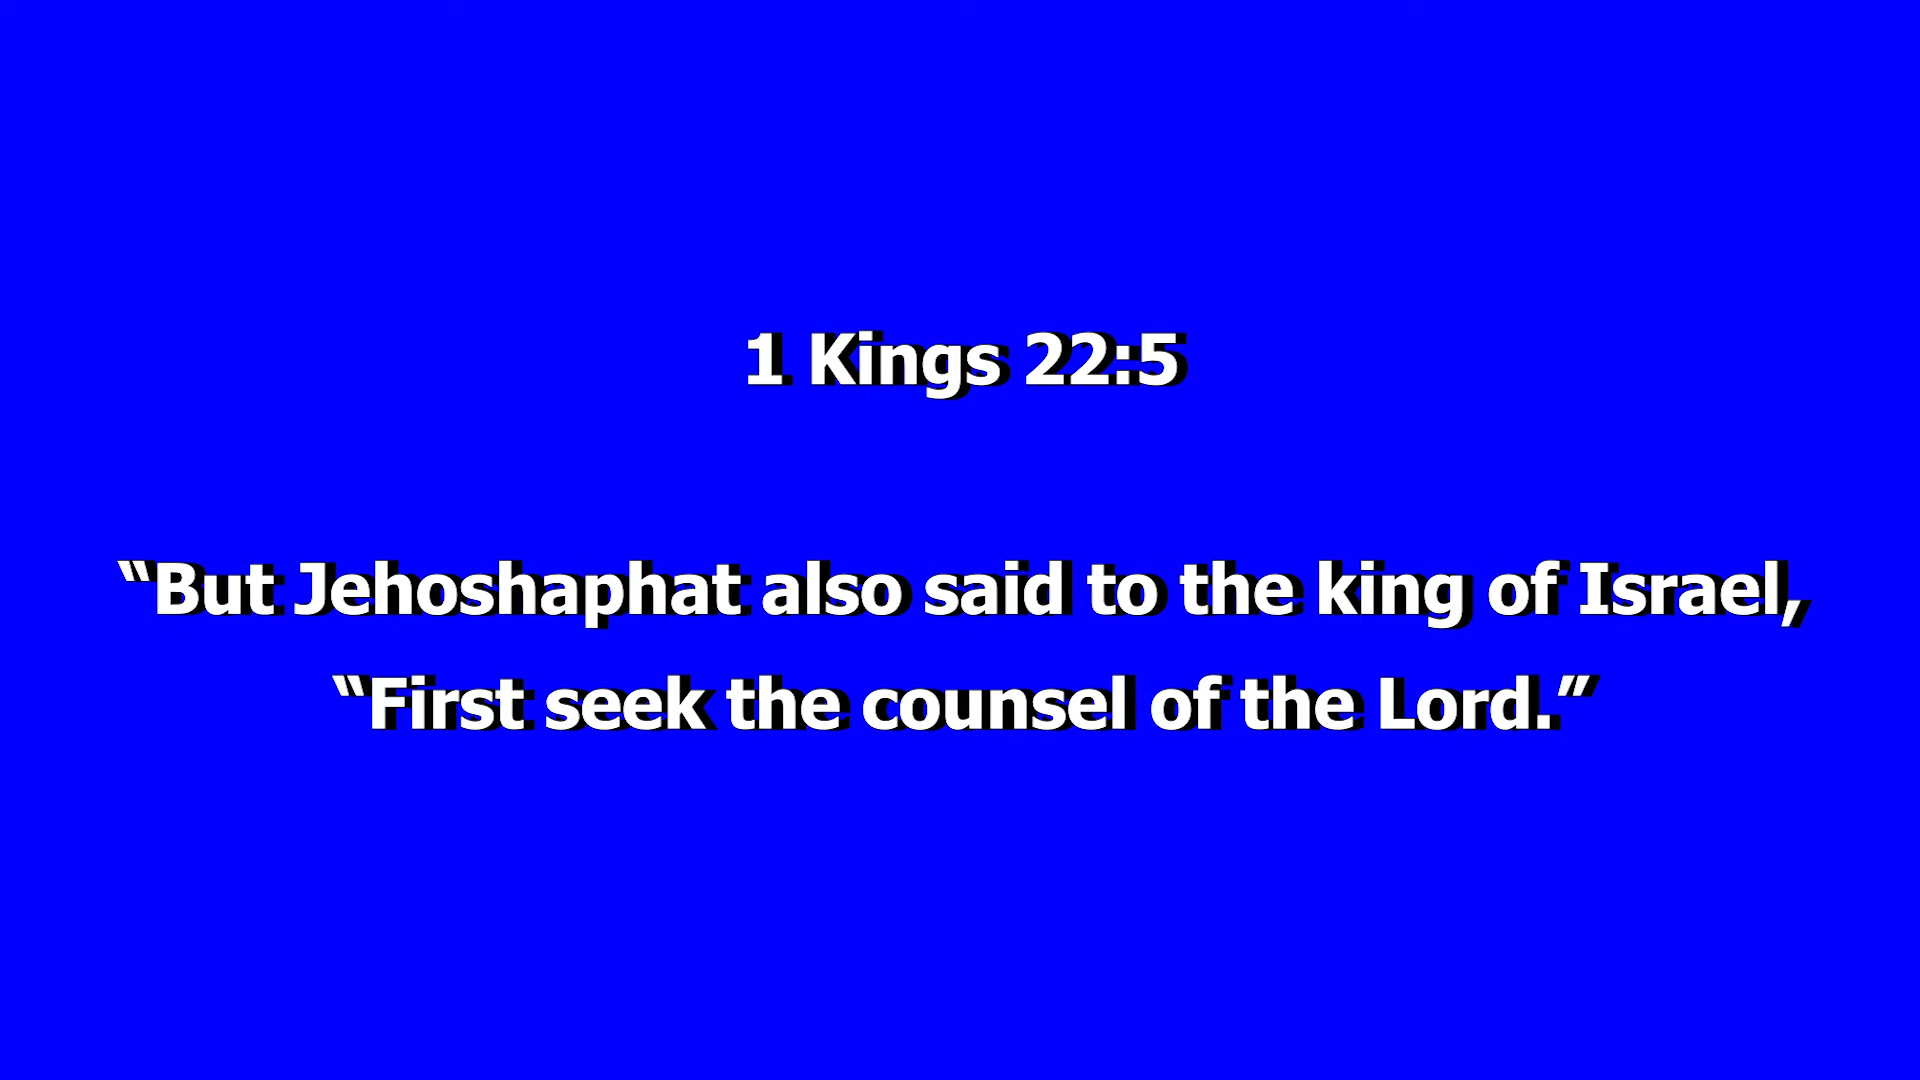 1 Kings 22:5
“But Jehoshaphat also said to the king of Israel,
“First seek the counsel of the Lord.”